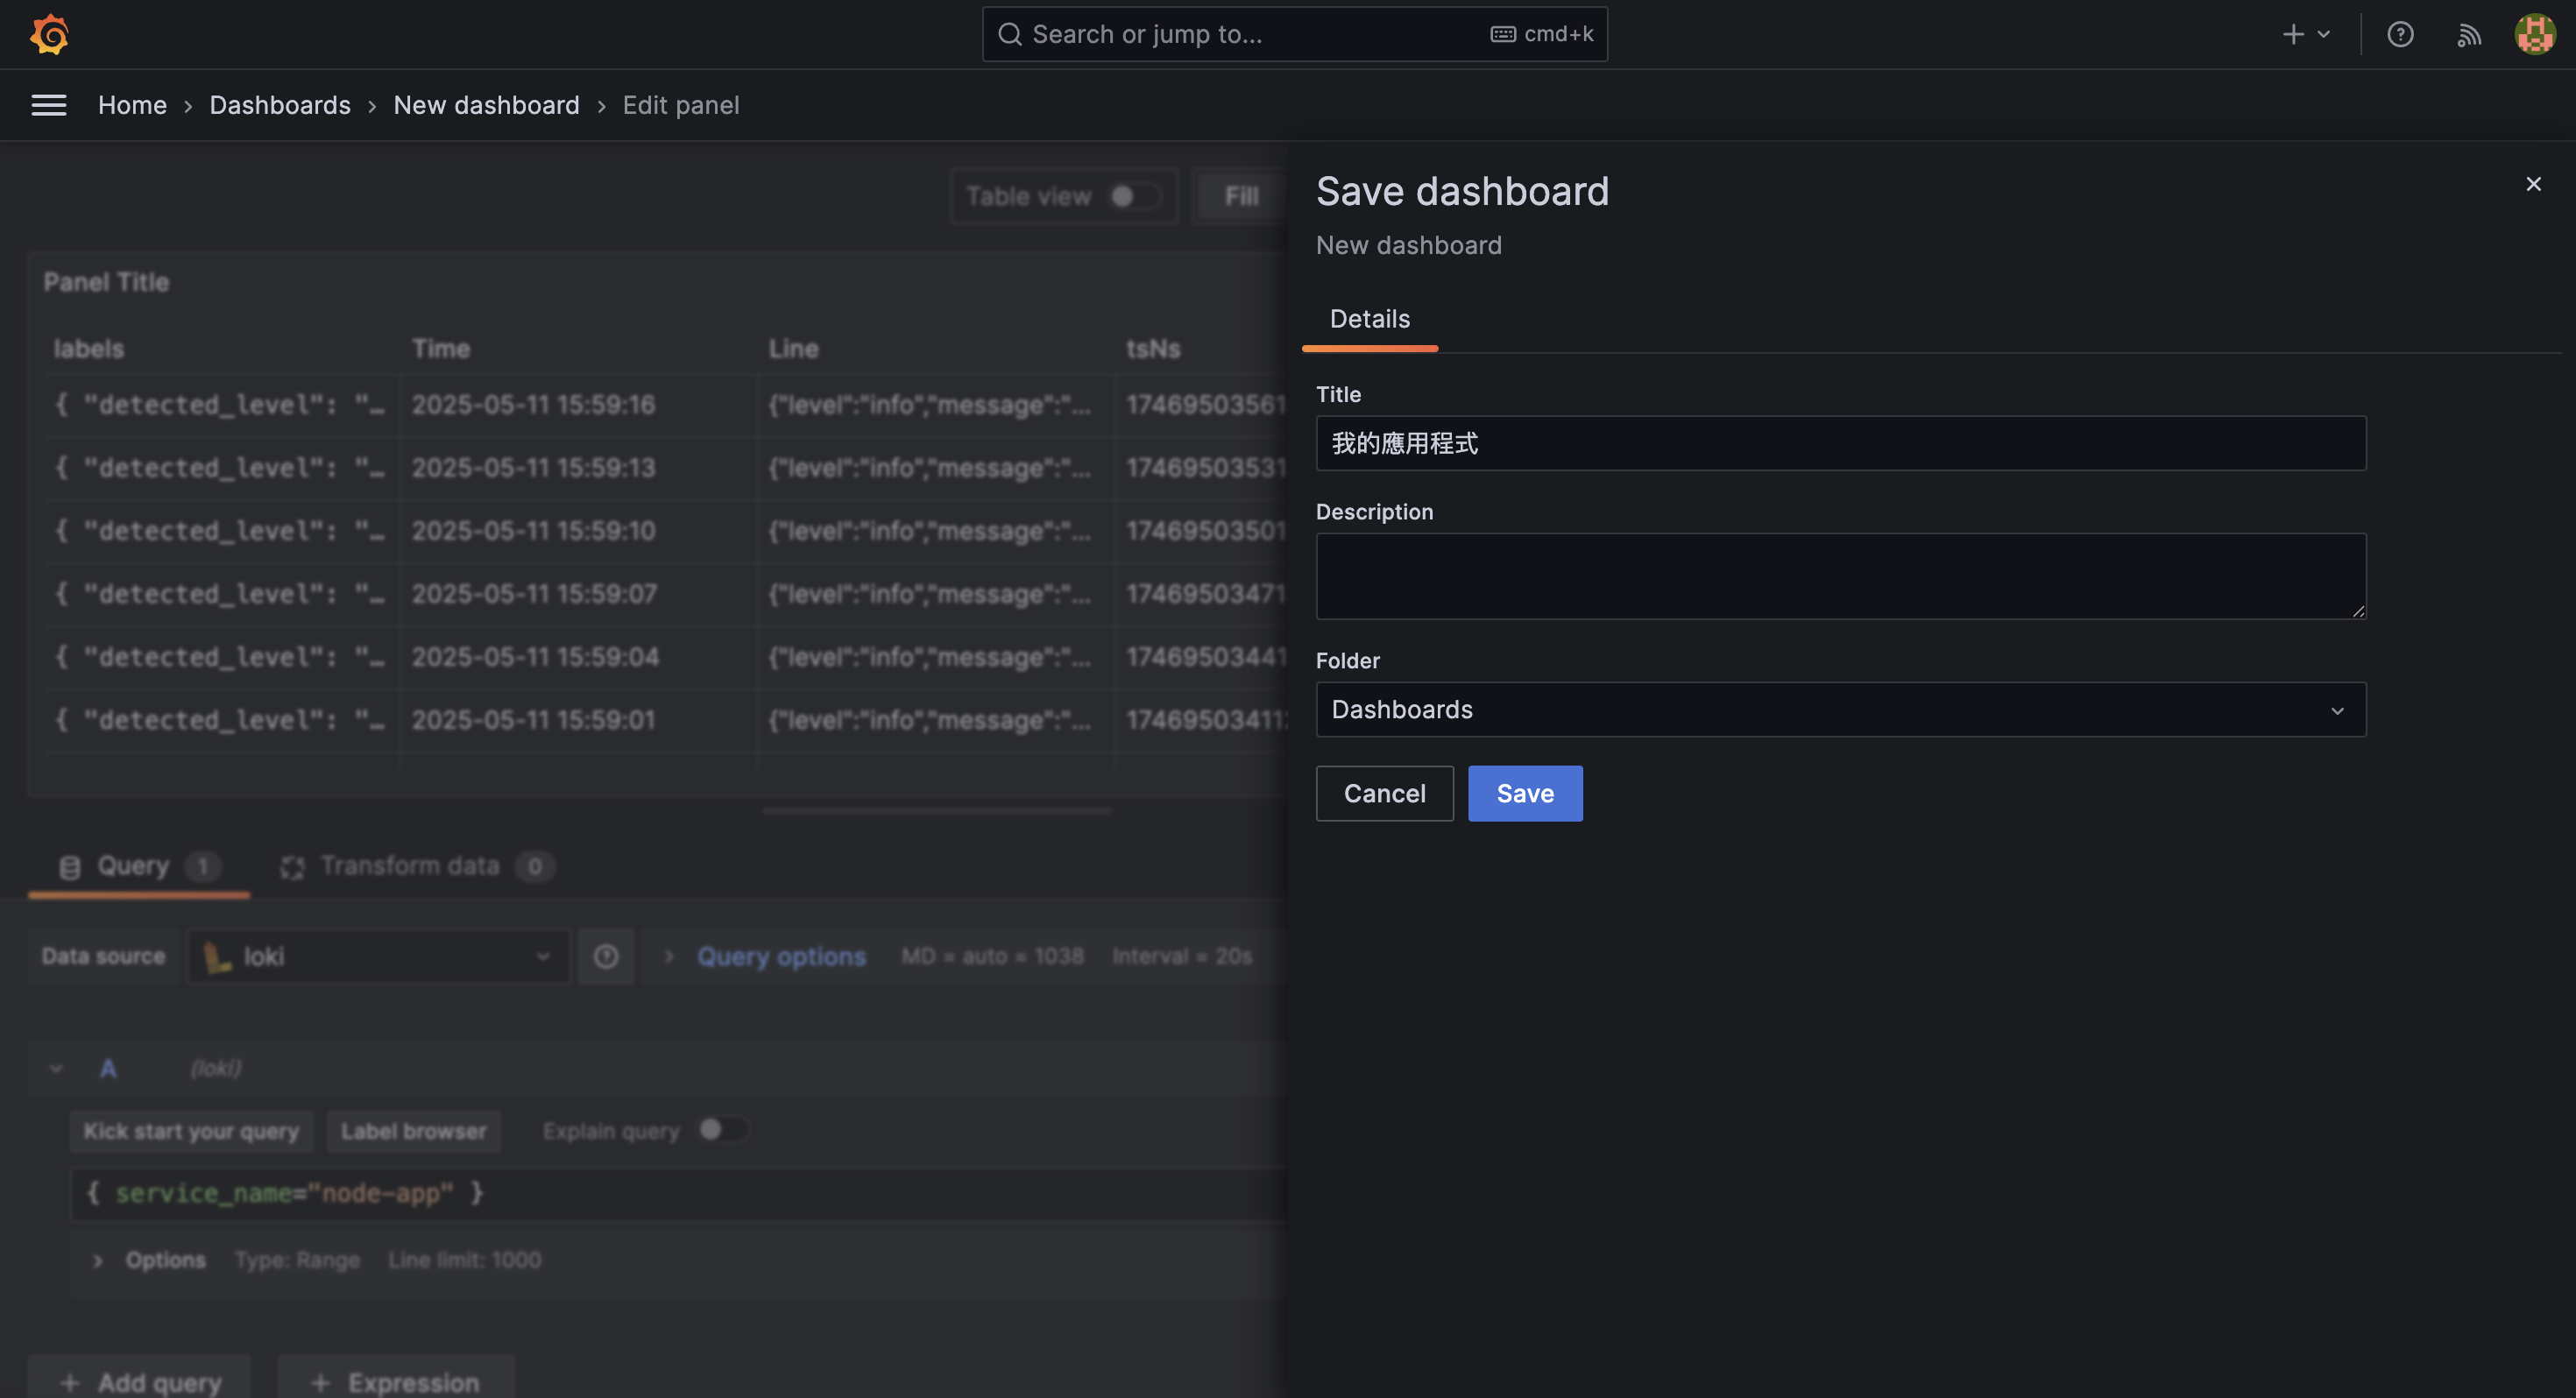 Search or jump to...
cmd+k
Home › Dashboards › New dashboard › Edit panel
Table view
Fill
Panel Title
labels Time Line tsNs
{ "detected_level": "… 2025-05-11 15:59:16 {"level":"info","message":"... 17469503561
{ "detected_level": "… 2025-05-11 15:59:13 {"level":"info","message":"... 17469503531
{ "detected_level": "… 2025-05-11 15:59:10 {"level":"info","message":"... 17469503501
{ "detected_level": "… 2025-05-11 15:59:07 {"level":"info","message":"... 17469503471
{ "detected_level": "… 2025-05-11 15:59:04 {"level":"info","message":"... 17469503441
{ "detected_level": "… 2025-05-11 15:59:01 {"level":"info","message":"... 17469503411
Query 1 Transform data 0
Data source loki Query options MD = auto = 1038 Interval = 20s
A (loki)
Kick start your query Label browser Explain query
{ service_name="node-app" }
Options Type: Range Line limit: 1000
+ Add query + Expression
Save dashboard
New dashboard
Details
Title
我的應用程式
Description
Folder
Dashboards
Cancel Save